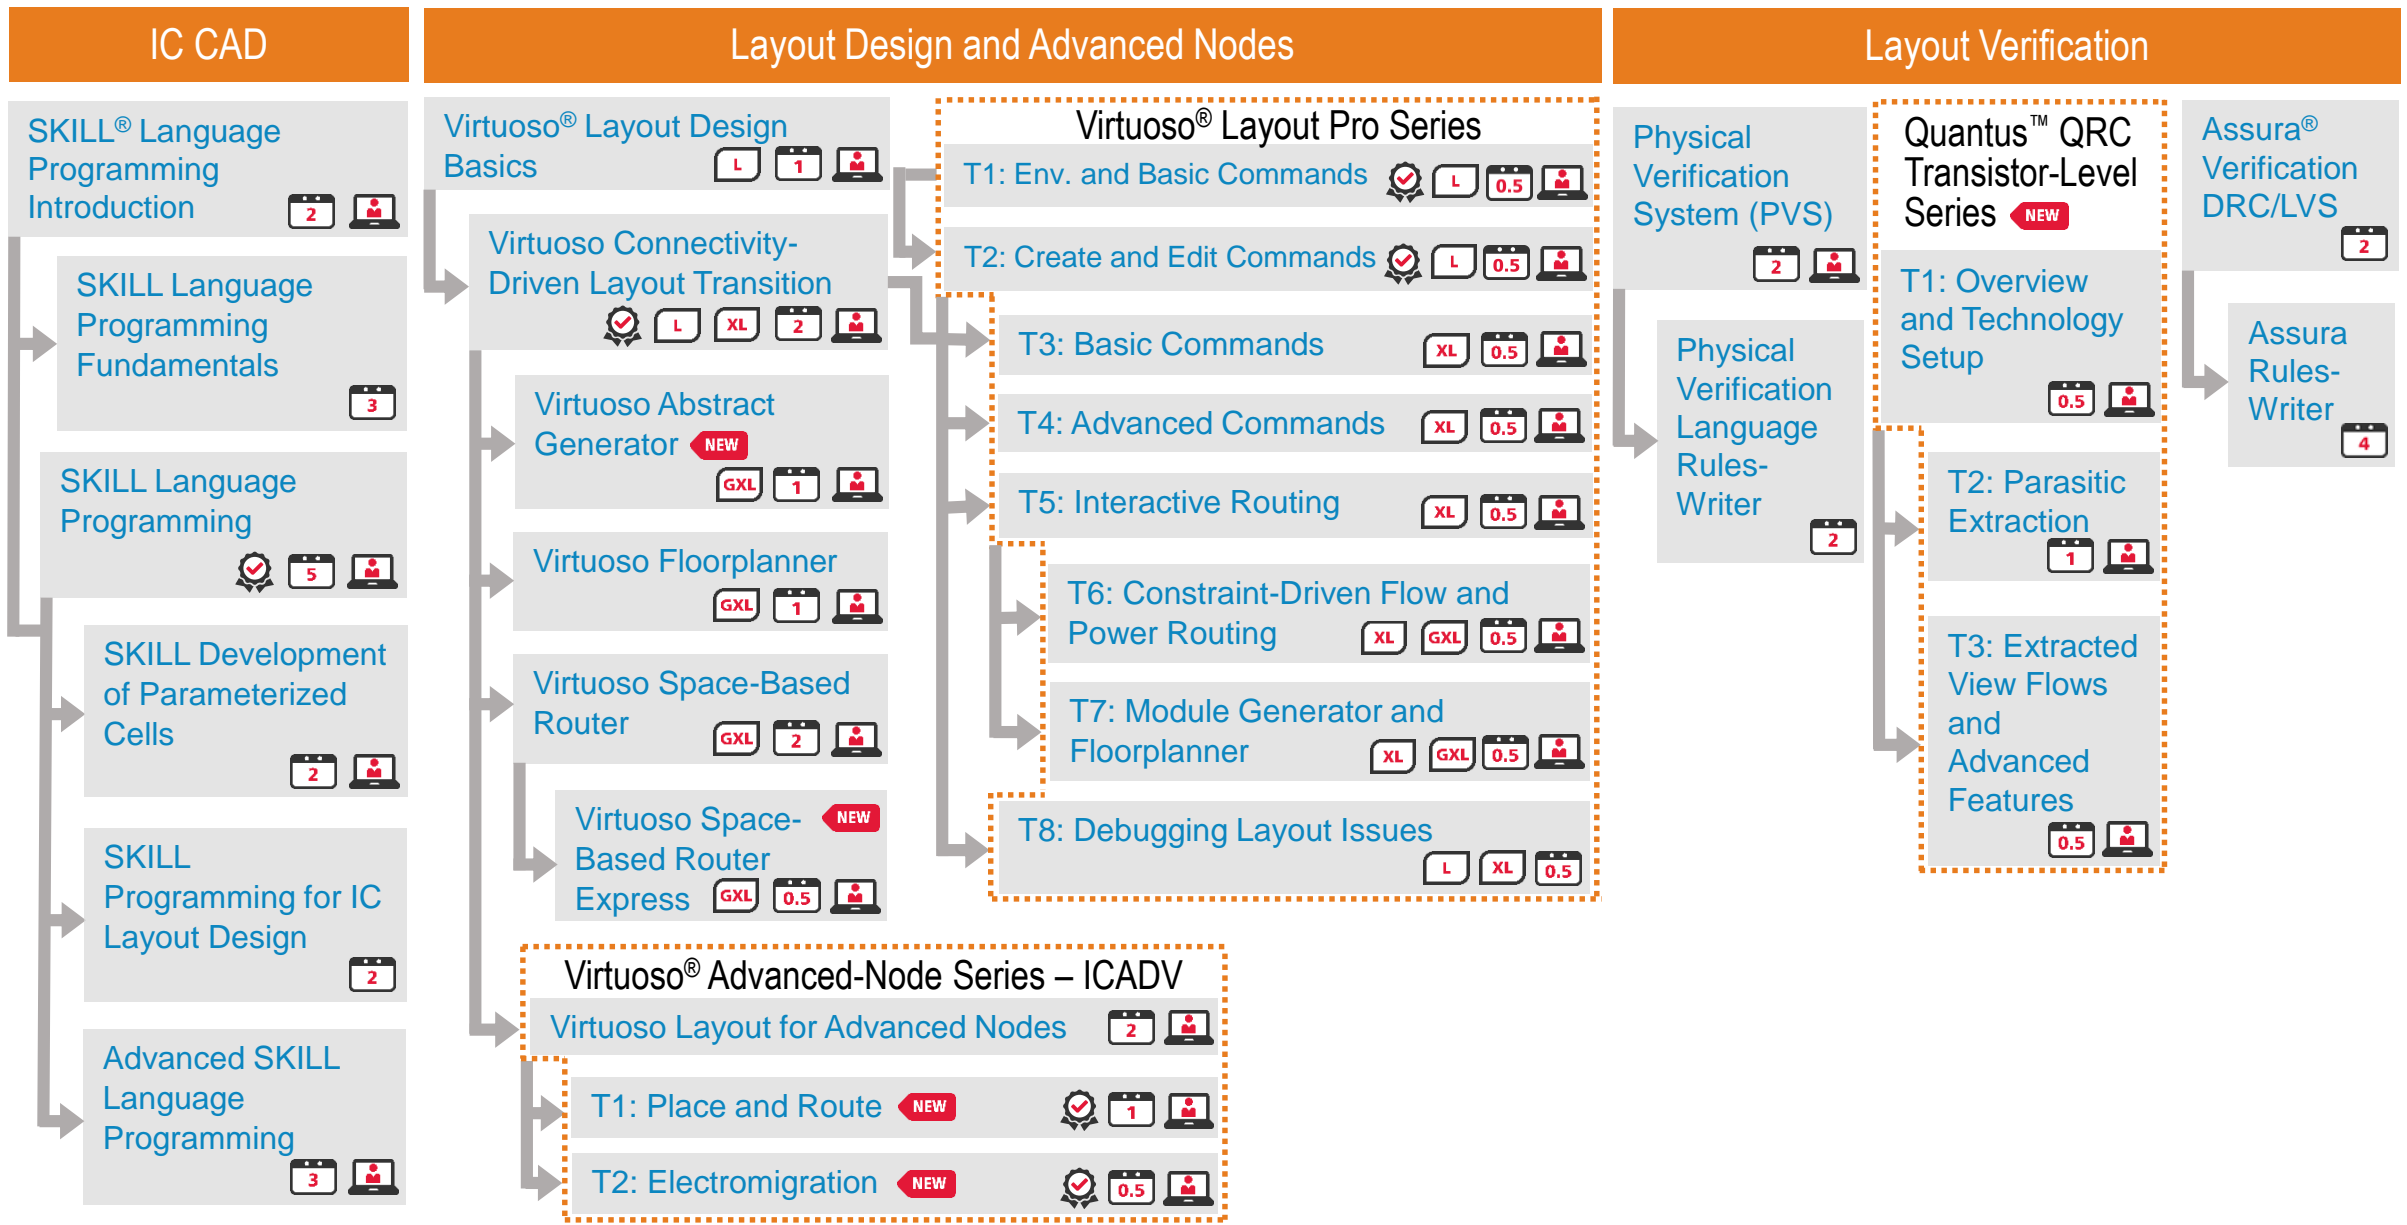 IC CAD
SKILL® Language
Programming
Introduction
2
SKILL Language
Programming
Fundamentals
3
SKILL Language
Programming
5
SKILL Development
of Parameterized
Cells
2
SKILL
Programming for IC
Layout Design
2
Advanced SKILL
Language
Programming
3
Layout Design and Advanced Nodes
Virtuoso® Layout Design
Basics
L 1
Virtuoso Connectivity-
Driven Layout Transition
L XL 2
Virtuoso Abstract
Generator NEW
GXL 1
Virtuoso Floorplanner
GXL 1
Virtuoso Space-Based
Router
GXL 2
Virtuoso Space- NEW
Based Router
Express GXL 0.5
Virtuoso® Layout Pro Series
T1: Env. and Basic Commands L 0.5
T2: Create and Edit Commands L 0.5
T3: Basic Commands XL 0.5
T4: Advanced Commands XL 0.5
T5: Interactive Routing XL 0.5
T6: Constraint-Driven Flow and
Power Routing XL GXL 0.5
T7: Module Generator and
Floorplanner XL GXL 0.5
T8: Debugging Layout Issues
L XL 0.5
Virtuoso® Advanced-Node Series – ICADV
Virtuoso Layout for Advanced Nodes 2
T1: Place and Route NEW 1
T2: Electromigration NEW 0.5
Layout Verification
Physical
Verification
System (PVS)
2
Physical
Verification
Language
Rules-
Writer
2
Quantus™ QRC
Transistor-Level
Series NEW
T1: Overview
and Technology
Setup
0.5
T2: Parasitic
Extraction
1
T3: Extracted
View Flows
and
Advanced
Features
0.5
Assura®
Verification
DRC/LVS
2
Assura
Rules-
Writer
4